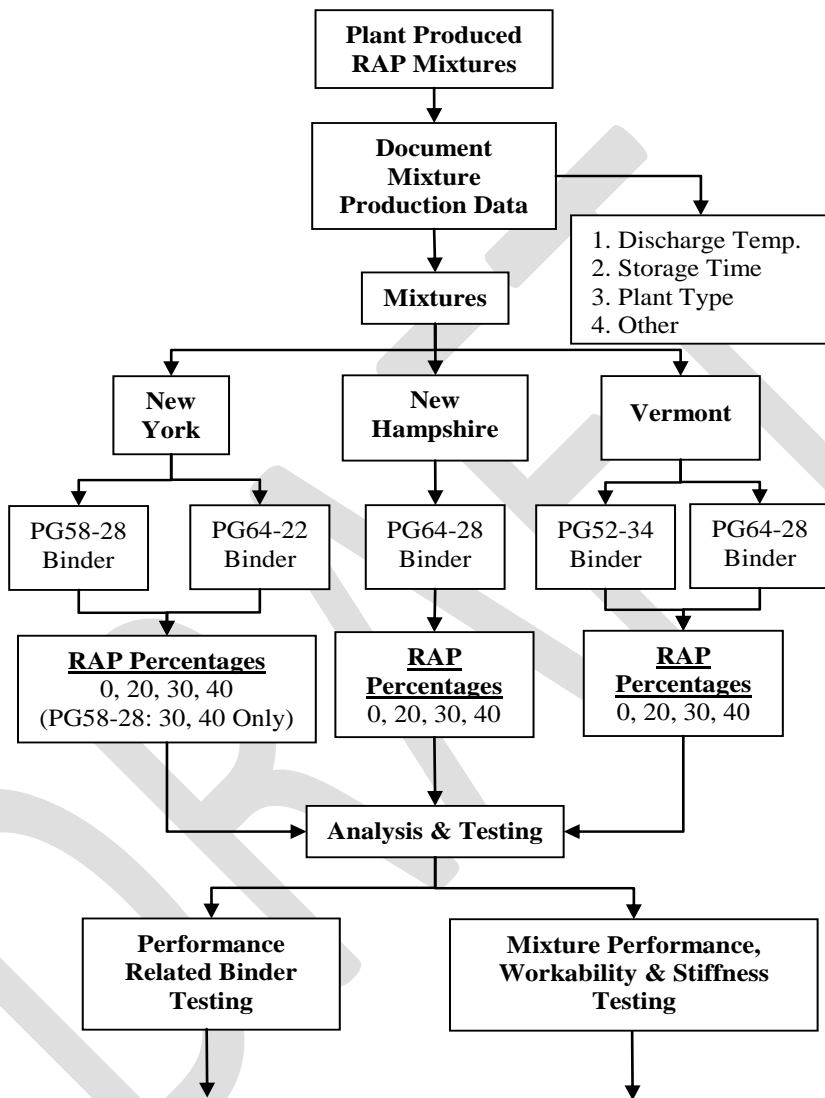 Plant Produced
RAP Mixtures
Document
Mixture
Production Data
1. Discharge Temp.
2. Storage Time
3. Plant Type
4. Other
Mixtures
New
York
New
Hampshire
Vermont
PG58-28
Binder
PG64-22
Binder
PG64-28
Binder
PG52-34
Binder
PG64-28
Binder
RAP Percentages
0, 20, 30, 40
(PG58-28: 30, 40 Only)
RAP
Percentages
0, 20, 30, 40
RAP
Percentages
0, 20, 30, 40
Analysis & Testing
Performance
Related Binder
Testing
Mixture Performance,
Workability & Stiffness
Testing
DRAFT